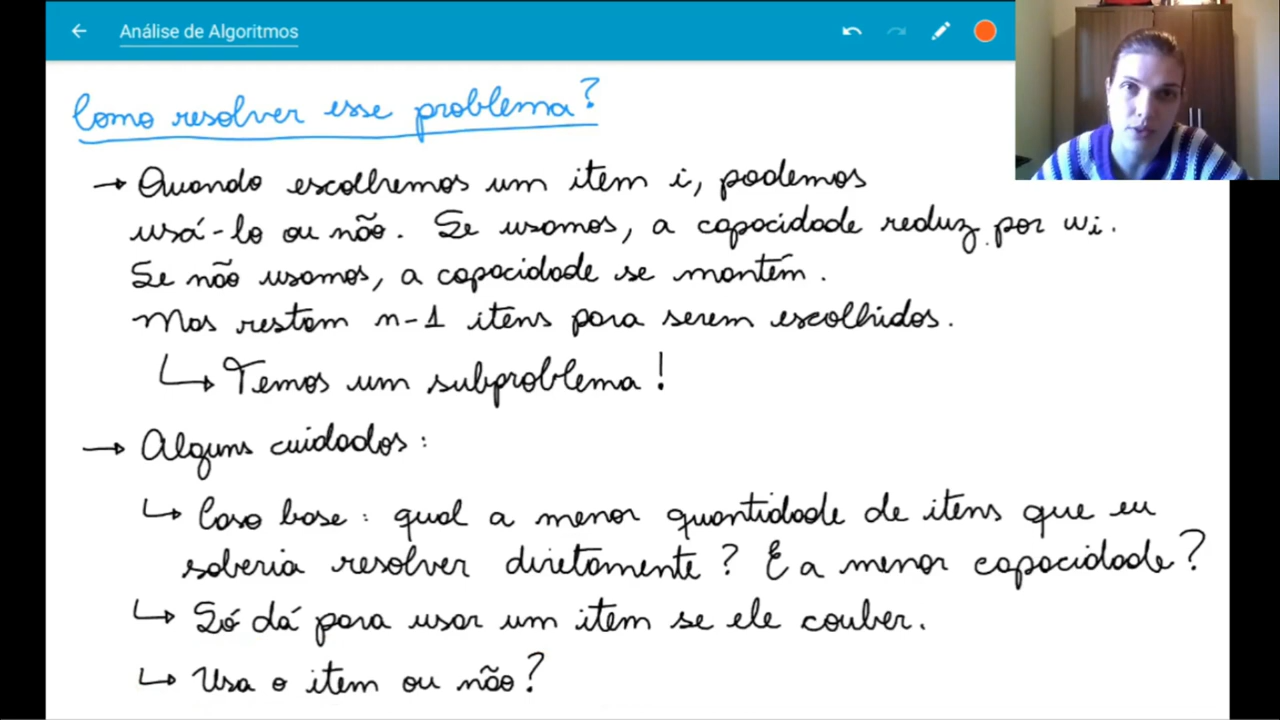 Análise de Algoritmos
Como resolver esse problema?
→ Quando escolhemos um item i, podemos
usá-lo ou não. Se usamos, a capacidade reduz por wi.
Se não usamos, a capacidade se mantém.
Mas restam n-1 itens para serem escolhidos.
↳ Temos um subproblema!
→ Alguns cuidados:
↳ Caso base: qual a menor quantidade de itens que eu
saberia resolver diretamente? E a menor capacidade?
↳ Só dá para usar um item se ele couber.
↳ Usa o item ou não?